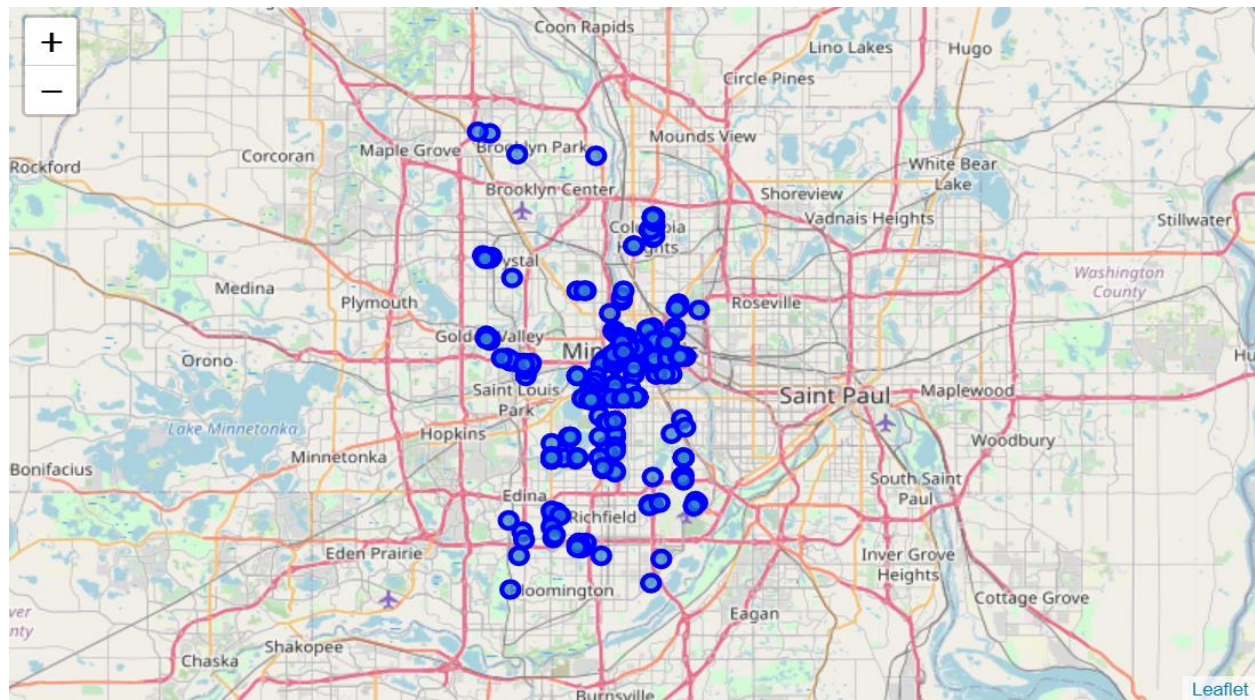 +
Coon Rapids
Lino Lakes
Hugo
−
Circle Pines
Mounds View
Corcoran
Maple Grove
Brooklyn Park
Rockford
White Bear
Lake
Brooklyn Center
Shoreview
Vadnais Heights
Stillwater
Medina
Plymouth
Roseville
Washington
County
Orono
Saint Louis
Park
Saint Paul
Maplewood
Lake Minnetonka
Hopkins
Minnetonka
Woodbury
Bonifacius
South Saint
Paul
Edina
Richfield
Eden Prairie
Inver Grove
Heights
Cottage Grove
Eagan
Shakopee
Chaska
Burnsville
Leaflet